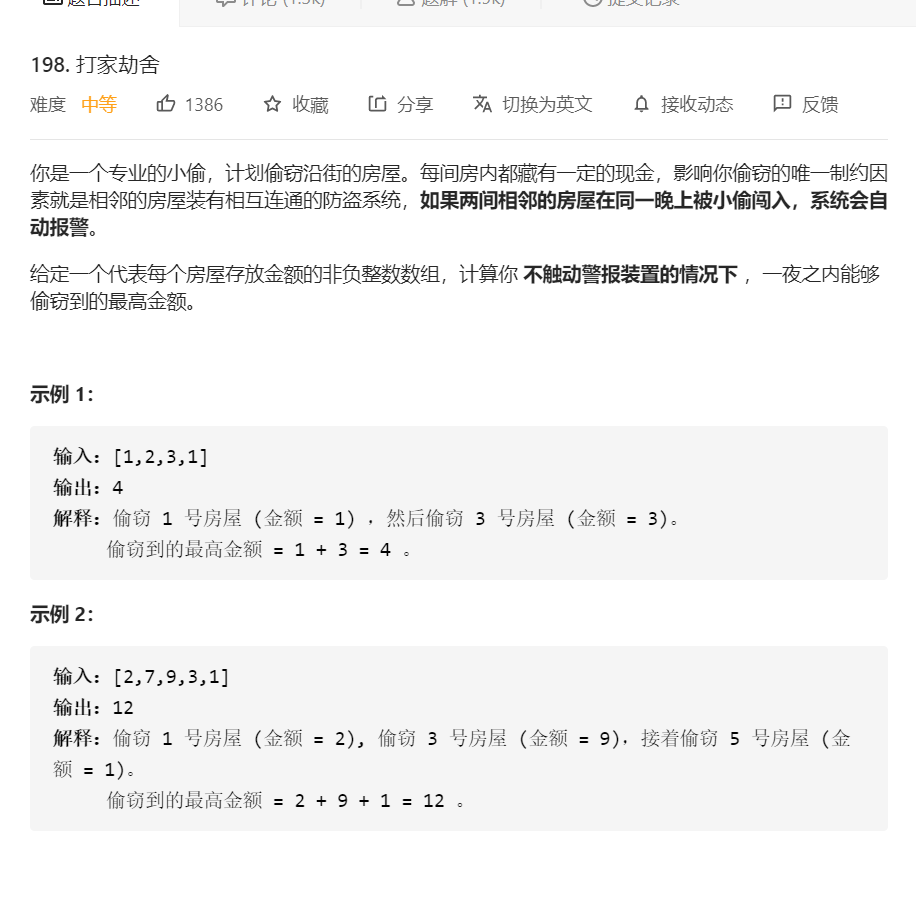 198. 打家劫舍
难度 中等 1386 收藏 分享 切换为英文 接收动态 反馈
你是一个专业的小偷，计划偷窃沿街的房屋。每间房内都藏有一定的现金，影响你偷窃的唯一制约因
素就是相邻的房屋装有相互连通的防盗系统，如果两间相邻的房屋在同一晚上被小偷闯入，系统会自
动报警。
给定一个代表每个房屋存放金额的非负整数数组，计算你 不触动警报装置的情况下 ，一夜之内能够
偷窃到的最高金额。
示例 1：
输入：[1,2,3,1]
输出：4
解释：偷窃 1 号房屋 (金额 = 1) ，然后偷窃 3 号房屋 (金额 = 3)。
偷窃到的最高金额 = 1 + 3 = 4 。
示例 2：
输入：[2,7,9,3,1]
输出：12
解释：偷窃 1 号房屋 (金额 = 2), 偷窃 3 号房屋 (金额 = 9)，接着偷窃 5 号房屋 (金
额 = 1)。
偷窃到的最高金额 = 2 + 9 + 1 = 12 。